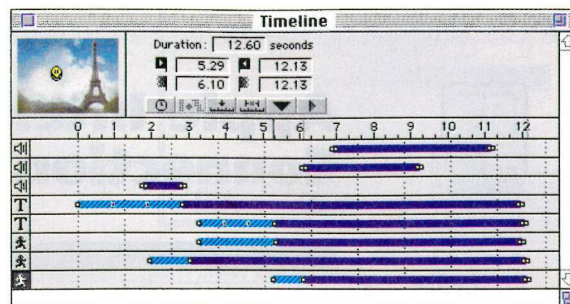 Timeline
Duration: 12.60 seconds
5.29 12.13
6.10 12.13
0 1 2 3 4 5 6 7 8 9 10 11 12
T
T